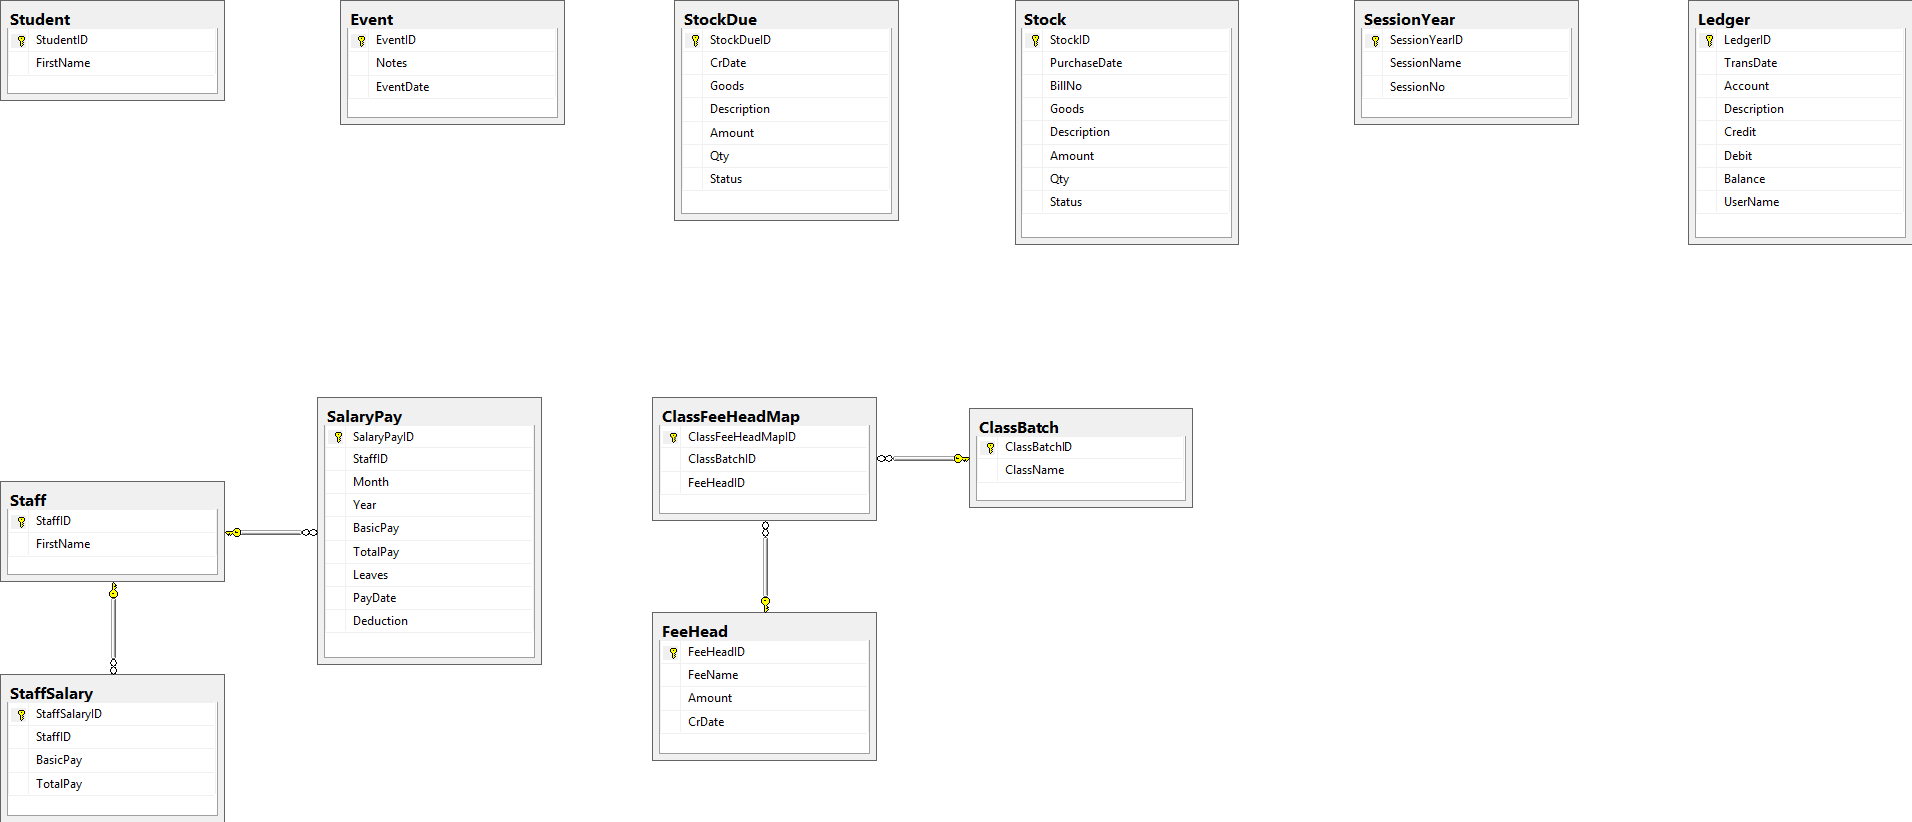 Student
StudentID
FirstName
Event
EventID
Notes
EventDate
StockDue
StockDueID
CrDate
Goods
Description
Amount
Qty
Status
Stock
StockID
PurchaseDate
BillNo
Goods
Description
Amount
Qty
Status
SessionYear
SessionYearID
SessionName
SessionNo
Ledger
LedgerID
TransDate
Account
Description
Credit
Debit
Balance
UserName
Staff
StaffID
FirstName
SalaryPay
SalaryPayID
StaffID
Month
Year
BasicPay
TotalPay
Leaves
PayDate
Deduction
ClassFeeHeadMap
ClassFeeHeadMapID
ClassBatchID
FeeHeadID
ClassBatch
ClassBatchID
ClassName
StaffSalary
StaffSalaryID
StaffID
BasicPay
TotalPay
FeeHead
FeeHeadID
FeeName
Amount
CrDate